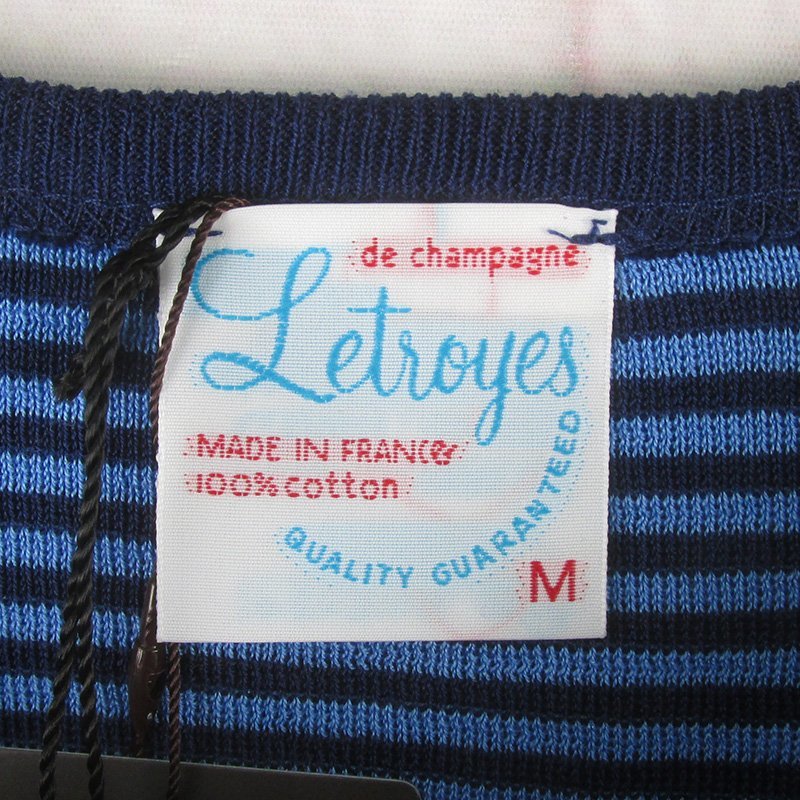 de champagne
Letroyes
MADE IN FRANCE
100% cotton
QUALITY GUARANTEED
M